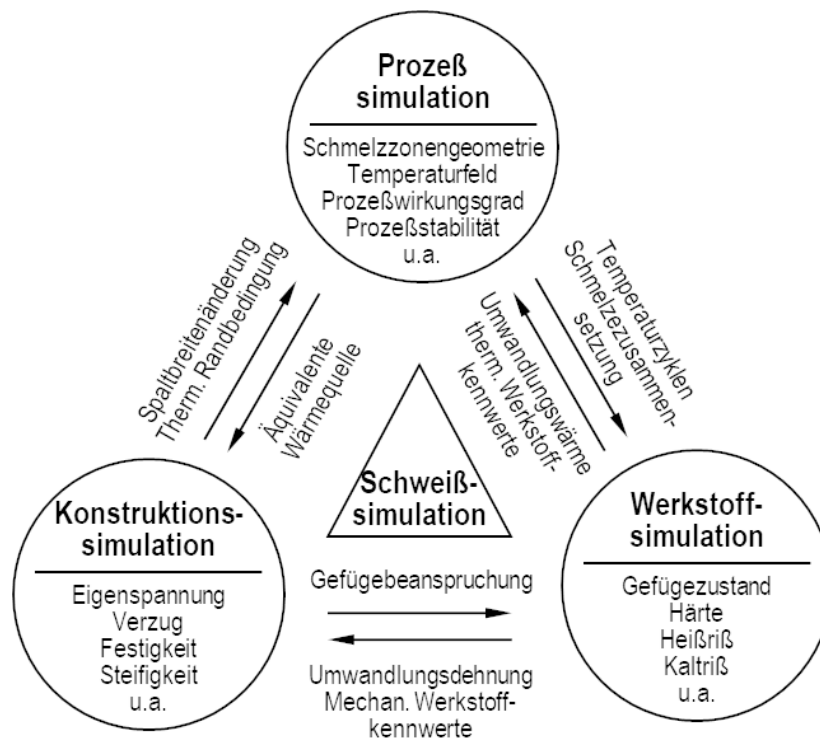 Prozeß
simulation
Schmelzzonengeometrie
Temperaturfeld
Prozeßwirkungsgrad
Prozeßstabilität
u.a.
Spaltbreitenänderung
Therm. Randbedingung
Äquivalente
Wärmequelle
Umwandlungswärme
therm. Werkstoff-
kennwerte
Temperaturzyklen
Schmelzezusammen-
setzung
Schweiß-
simulation
Konstruktions-
simulation
Eigenspannung
Verzug
Festigkeit
Steifigkeit
u.a.
Gefügebeanspruchung
Umwandlungsdehnung
Mechan. Werkstoff-
kennwerte
Werkstoff-
simulation
Gefügezustand
Härte
Heißriß
Kaltriß
u.a.